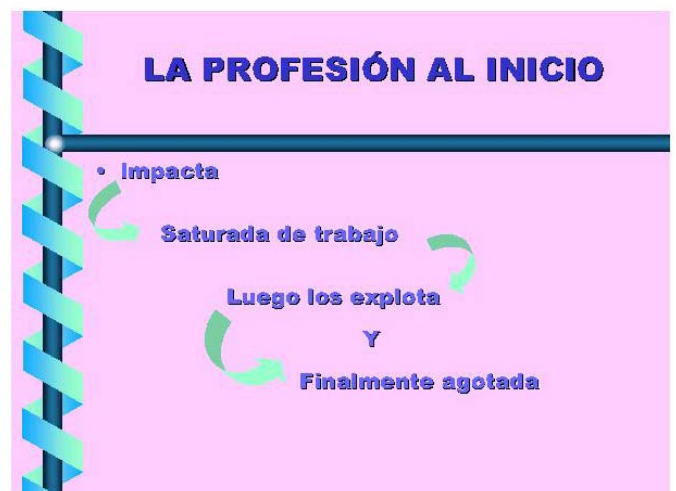 LA PROFESIÓN AL INICIO
• Impacta
Saturada de trabajo
Luego los explota
Y
Finalmente agotada